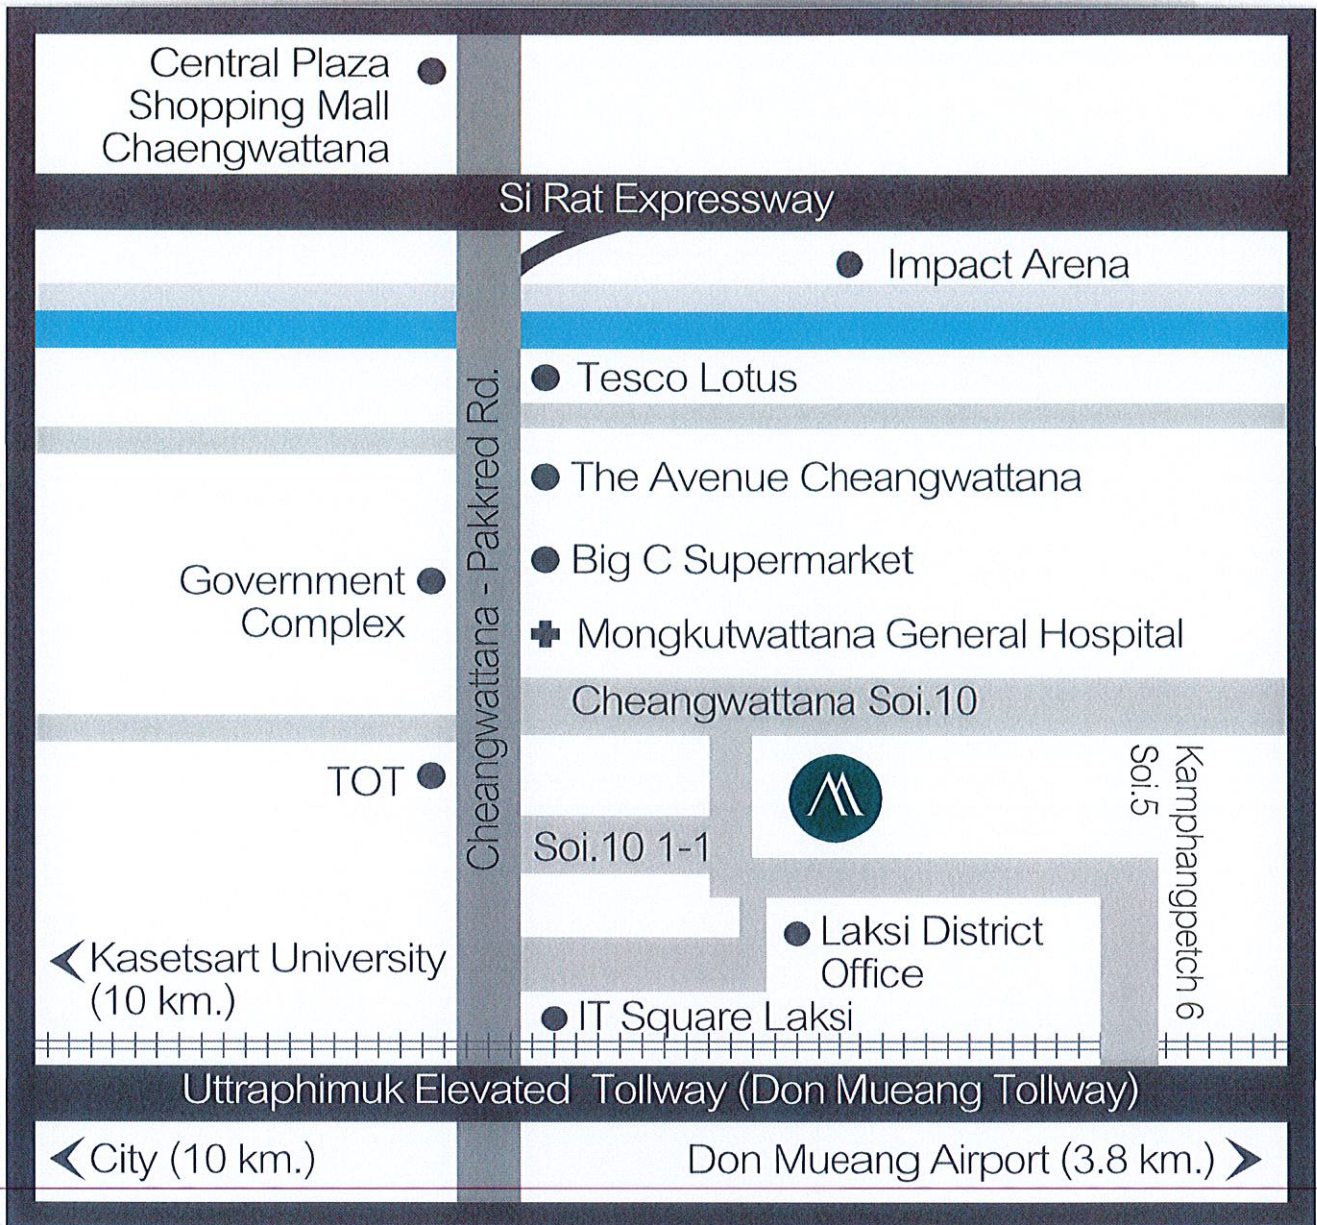 Central Plaza
Shopping Mall
Chaengwattana
Si Rat Expressway
Impact Arena
Tesco Lotus
Cheangwattana - Pakkred Rd.
The Avenue Cheangwattana
Big C Supermarket
Government
Complex
Mongkutwattana General Hospital
Cheangwattana Soi.10
TOT
Kamphangpetch 6
Soi.5
Soi.10 1-1
Laksi District
Office
Kasetsart University
(10 km.)
IT Square Laksi
Uttraphimuk Elevated Tollway (Don Mueang Tollway)
City (10 km.)
Don Mueang Airport (3.8 km.)